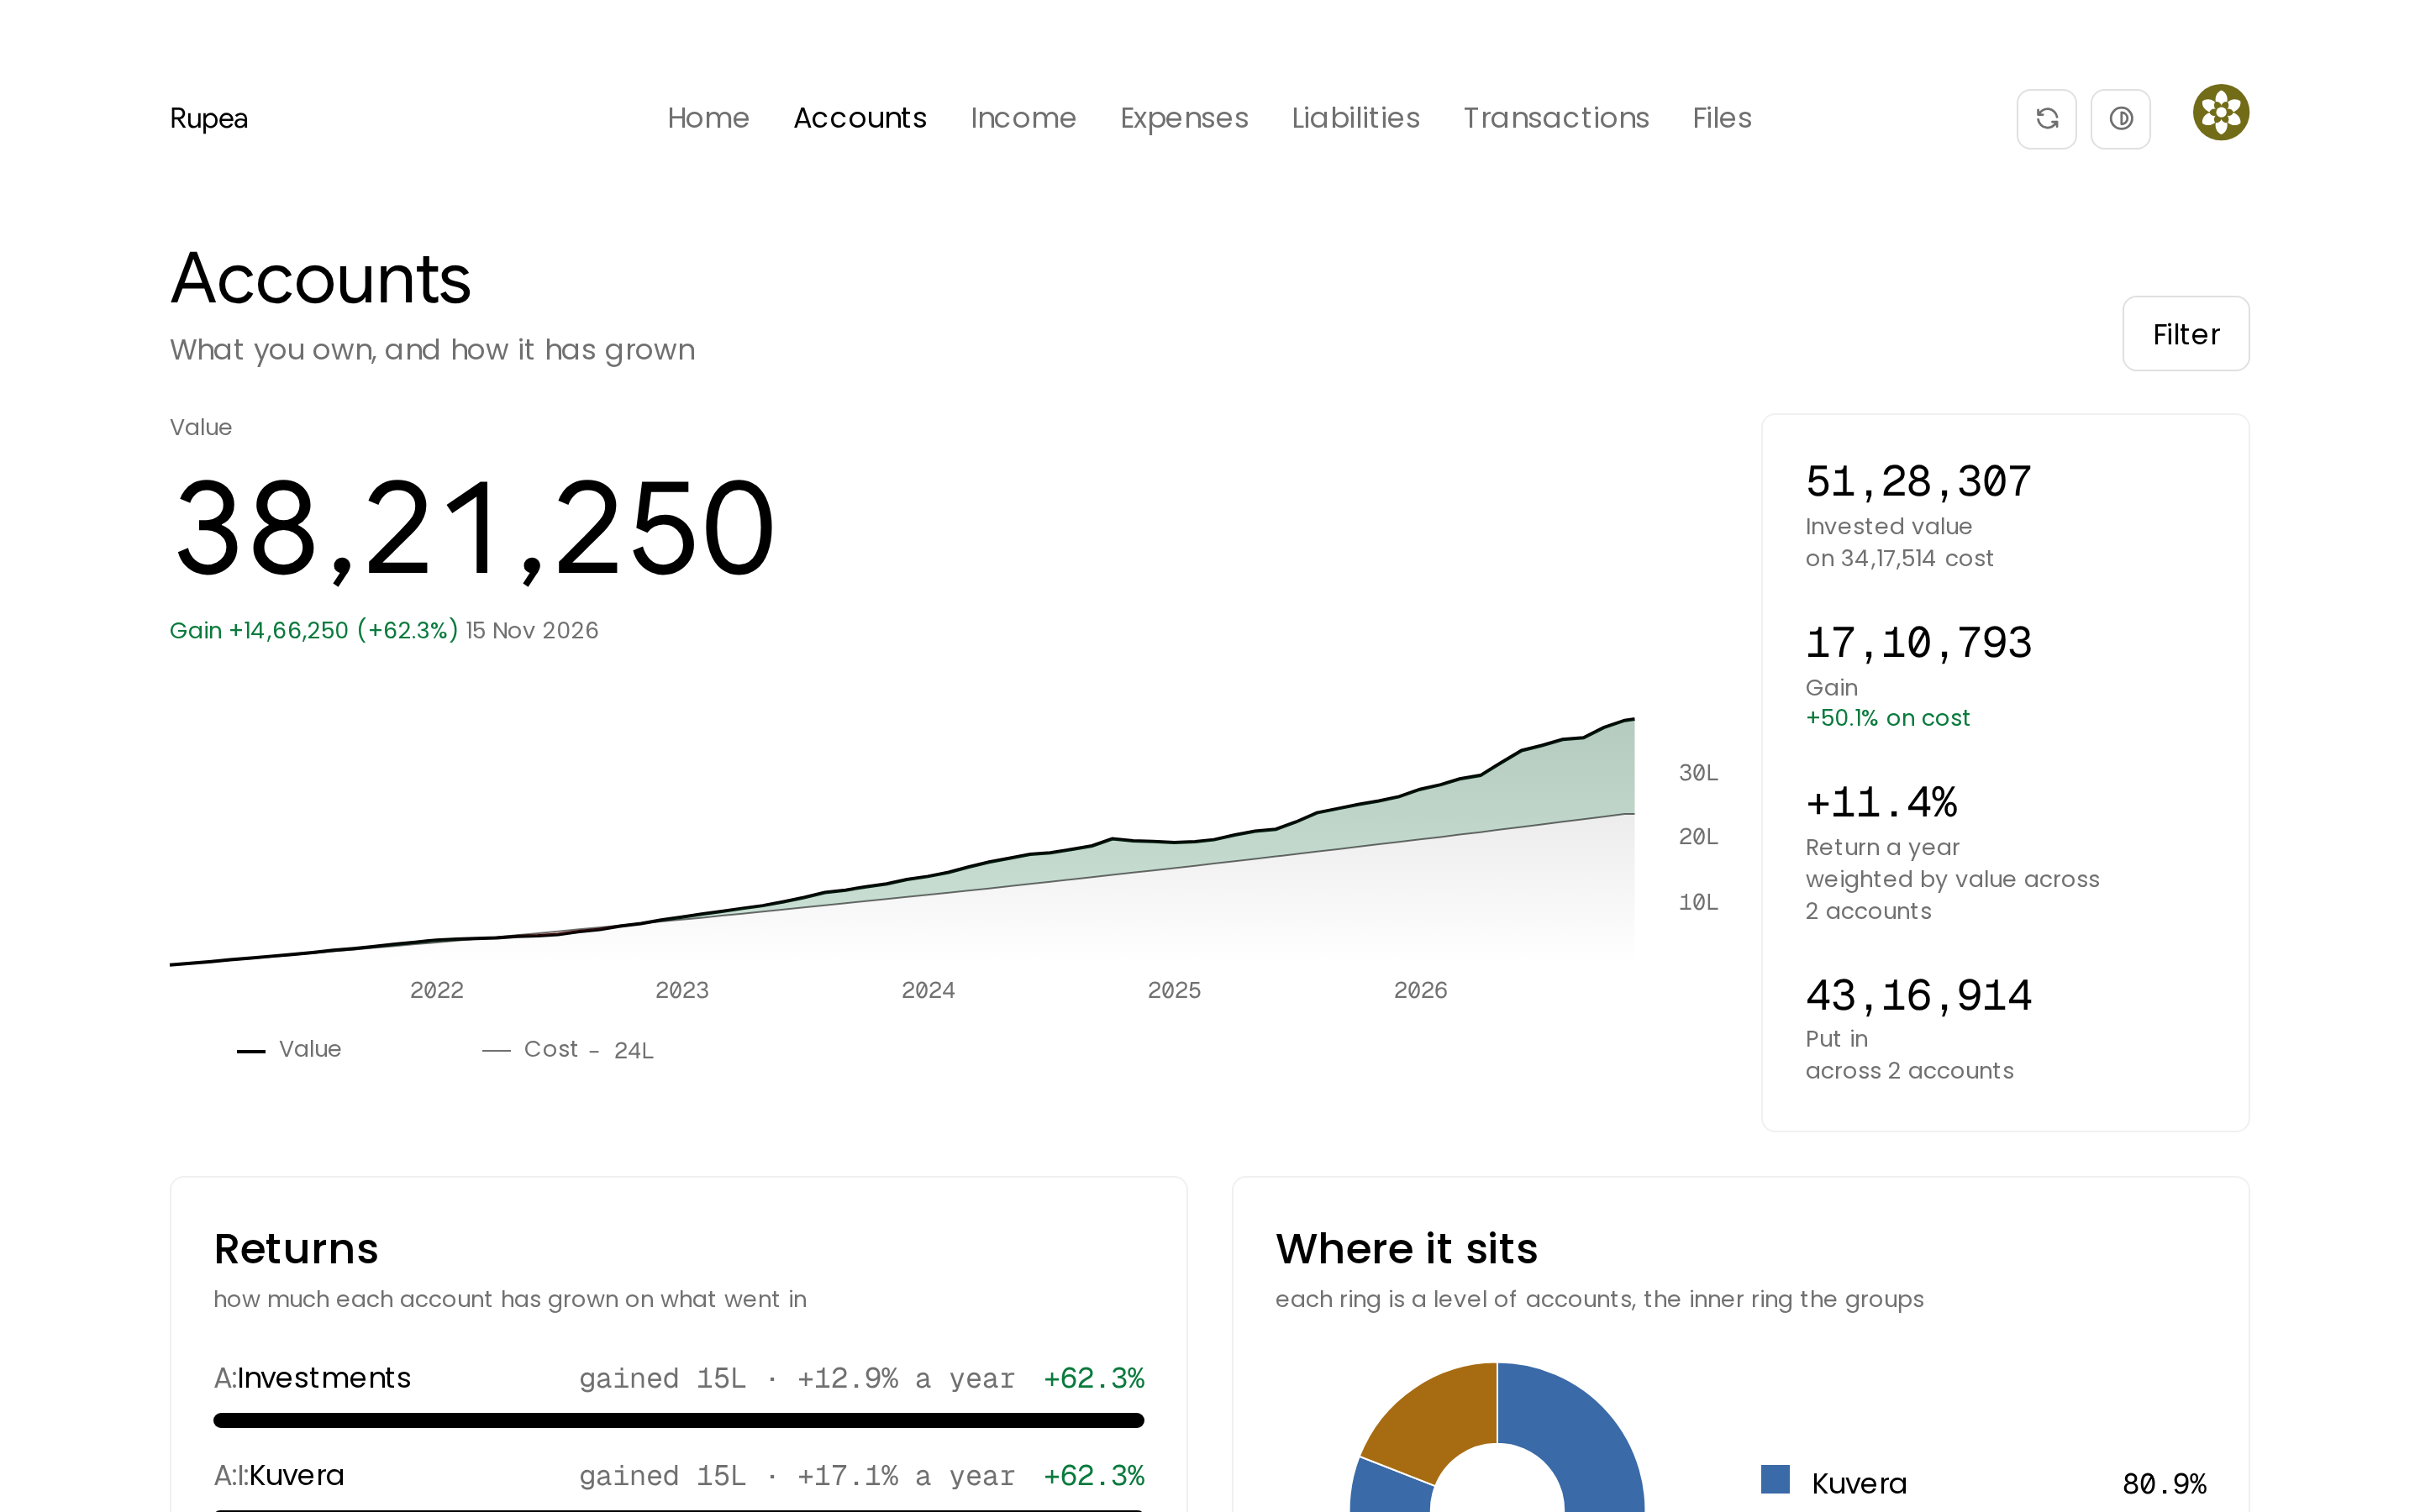 Rupea
Home Accounts Income Expenses Liabilities Transactions Files
Accounts
What you own, and how it has grown
Filter
Value
38,21,250
Gain +14,66,250 (+62.3%) 15 Nov 2026
30L
20L
10L
2022 2023 2024 2025 2026
Value Cost - 24L
51,28,307
Invested value
on 34,17,514 cost
17,10,793
Gain
+50.1% on cost
+11.4%
Return a year
weighted by value across
2 accounts
43,16,914
Put in
across 2 accounts
Returns
how much each account has grown on what went in
A:Investments gained 15L · +12.9% a year +62.3%
A:I:Kuvera gained 15L · +17.1% a year +62.3%
Where it sits
each ring is a level of accounts, the inner ring the groups
Kuvera 80.9%